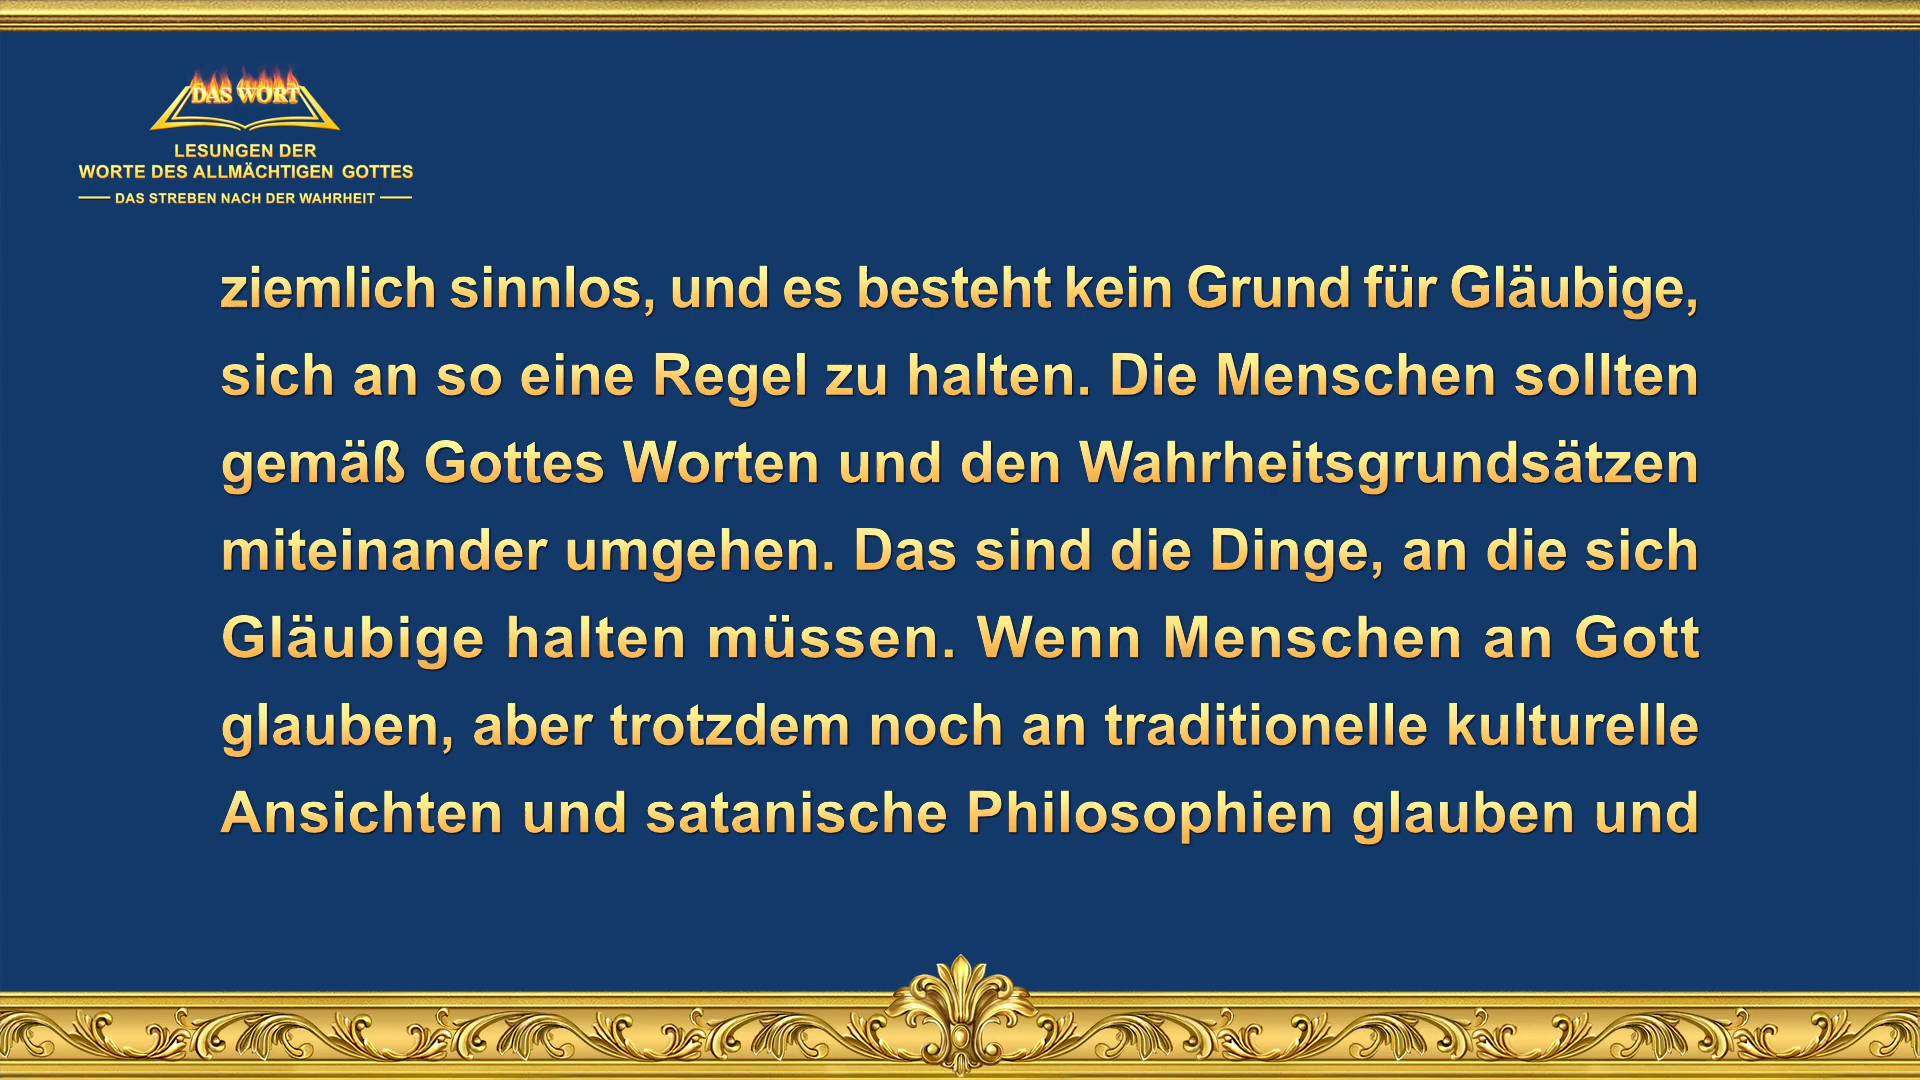 DAS WORT
LESUNGEN DER
WORTE DES ALLMÄCHTIGEN GOTTES
DAS STREBEN NACH DER WAHRHEIT
ziemlich sinnlos, und es besteht kein Grund für Gläubige,
sich an so eine Regel zu halten. Die Menschen sollten
gemäß Gottes Worten und den Wahrheitsgrundsätzen
miteinander umgehen. Das sind die Dinge, an die sich
Gläubige halten müssen. Wenn Menschen an Gott
glauben, aber trotzdem noch an traditionelle kulturelle
Ansichten und satanische Philosophien glauben und